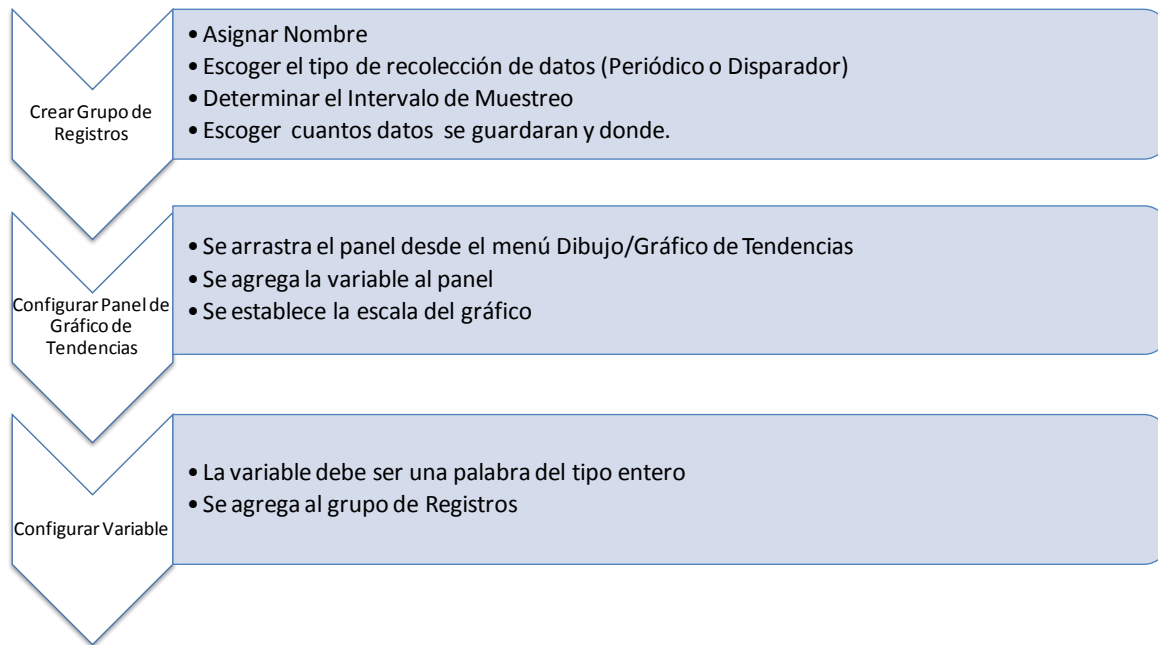 Crear Grupo de
Registros
• Asignar Nombre
• Escoger el tipo de recolección de datos (Periódico o Disparador)
• Determinar el Intervalo de Muestreo
• Escoger cuantos datos se guardaran y donde.
Configurar Panel de
Gráfico de
Tendencias
• Se arrastra el panel desde el menú Dibujo/Gráfico de Tendencias
• Se agrega la variable al panel
• Se establece la escala del gráfico
Configurar Variable
• La variable debe ser una palabra del tipo entero
• Se agrega al grupo de Registros